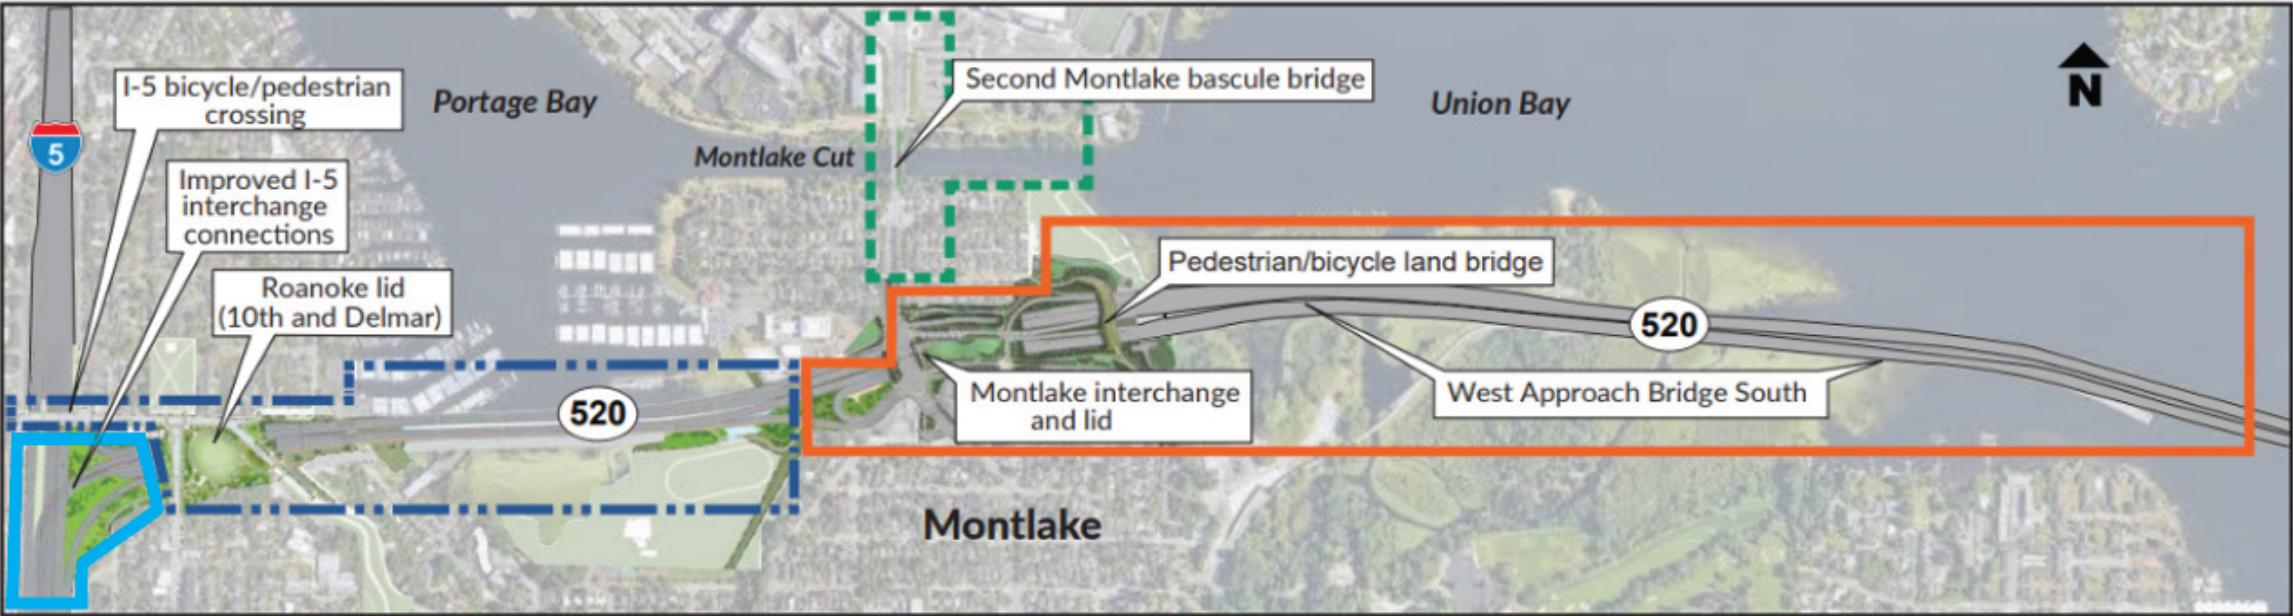 I-5 bicycle/pedestrian
crossing
Portage Bay
Second Montlake bascule bridge
Union Bay
N
5
Montlake Cut
Improved I-5
interchange
connections
Roanoke lid
(10th and Delmar)
Pedestrian/bicycle land bridge
520
520
Montlake interchange
and lid
West Approach Bridge South
Montlake